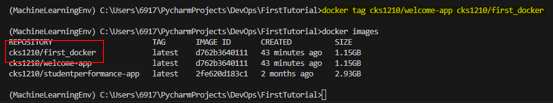 (MachineLearningEnv) C:\Users\6917\PycharmProjects\DevOps\FirstTutorial>docker tag cks1210/welcome-app cks1210/first_docker
(MachineLearningEnv) C:\Users\6917\PycharmProjects\DevOps\FirstTutorial>docker images
REPOSITORY TAG IMAGE ID CREATED SIZE
cks1210/first_docker latest d762b3640111 43 minutes ago 1.15GB
cks1210/welcome-app latest d762b3640111 43 minutes ago 1.15GB
cks1210/studentperformance-app latest 2fe620d183c1 2 months ago 2.93GB
(MachineLearningEnv) C:\Users\6917\PycharmProjects\DevOps\FirstTutorial>